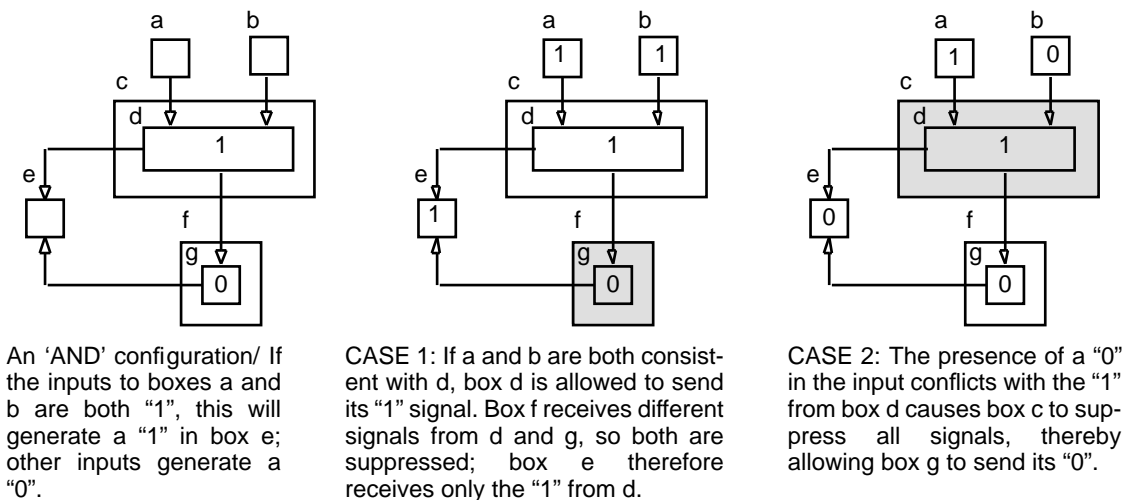 a b
c
d
1
e
f
g
0
a b
1 1
c
d
1
e
1
f
g
0
a b
1 0
c
d
1
e
0
f
g
0
An ‘AND’ configuration/ If
the inputs to boxes a and
b are both “1”, this will
generate a “1” in box e;
other inputs generate a
“0”.
CASE 1: If a and b are both consist-
ent with d, box d is allowed to send
its “1” signal. Box f receives different
signals from d and g, so both are
suppressed; box e therefore
receives only the “1” from d.
CASE 2: The presence of a “0”
in the input conflicts with the “1”
from box d causes box c to sup-
press all signals, thereby
allowing box g to send its “0”.